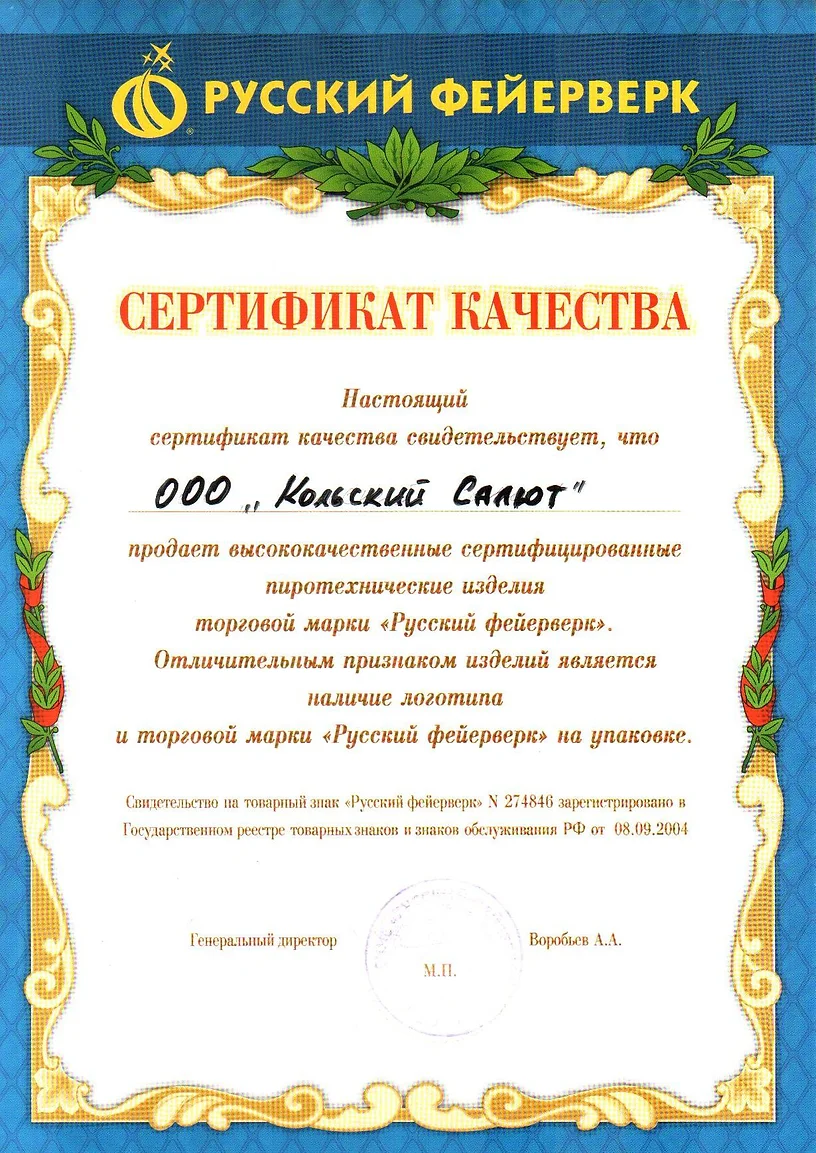 РУССКИЙ ФЕЙЕРВЕРК
®
СЕРТИФИКАТ КАЧЕСТВА
Настоящий
сертификат качества свидетельствует, что
ООО „Кольский Салют"
продает высококачественные сертифицированные
пиротехнические изделия
торговой марки «Русский фейерверк».
Отличительным признаком изделий является
наличие логотипа
и торговой марки «Русский фейерверк» на упаковке.
Свидетельство на товарный знак «Русский фейерверк» N 274846 зарегистрировано в
Государственном реестре товарных знаков и знаков обслуживания РФ от 08.09.2004
Генеральный директор
М.П.
Воробьев А.А.